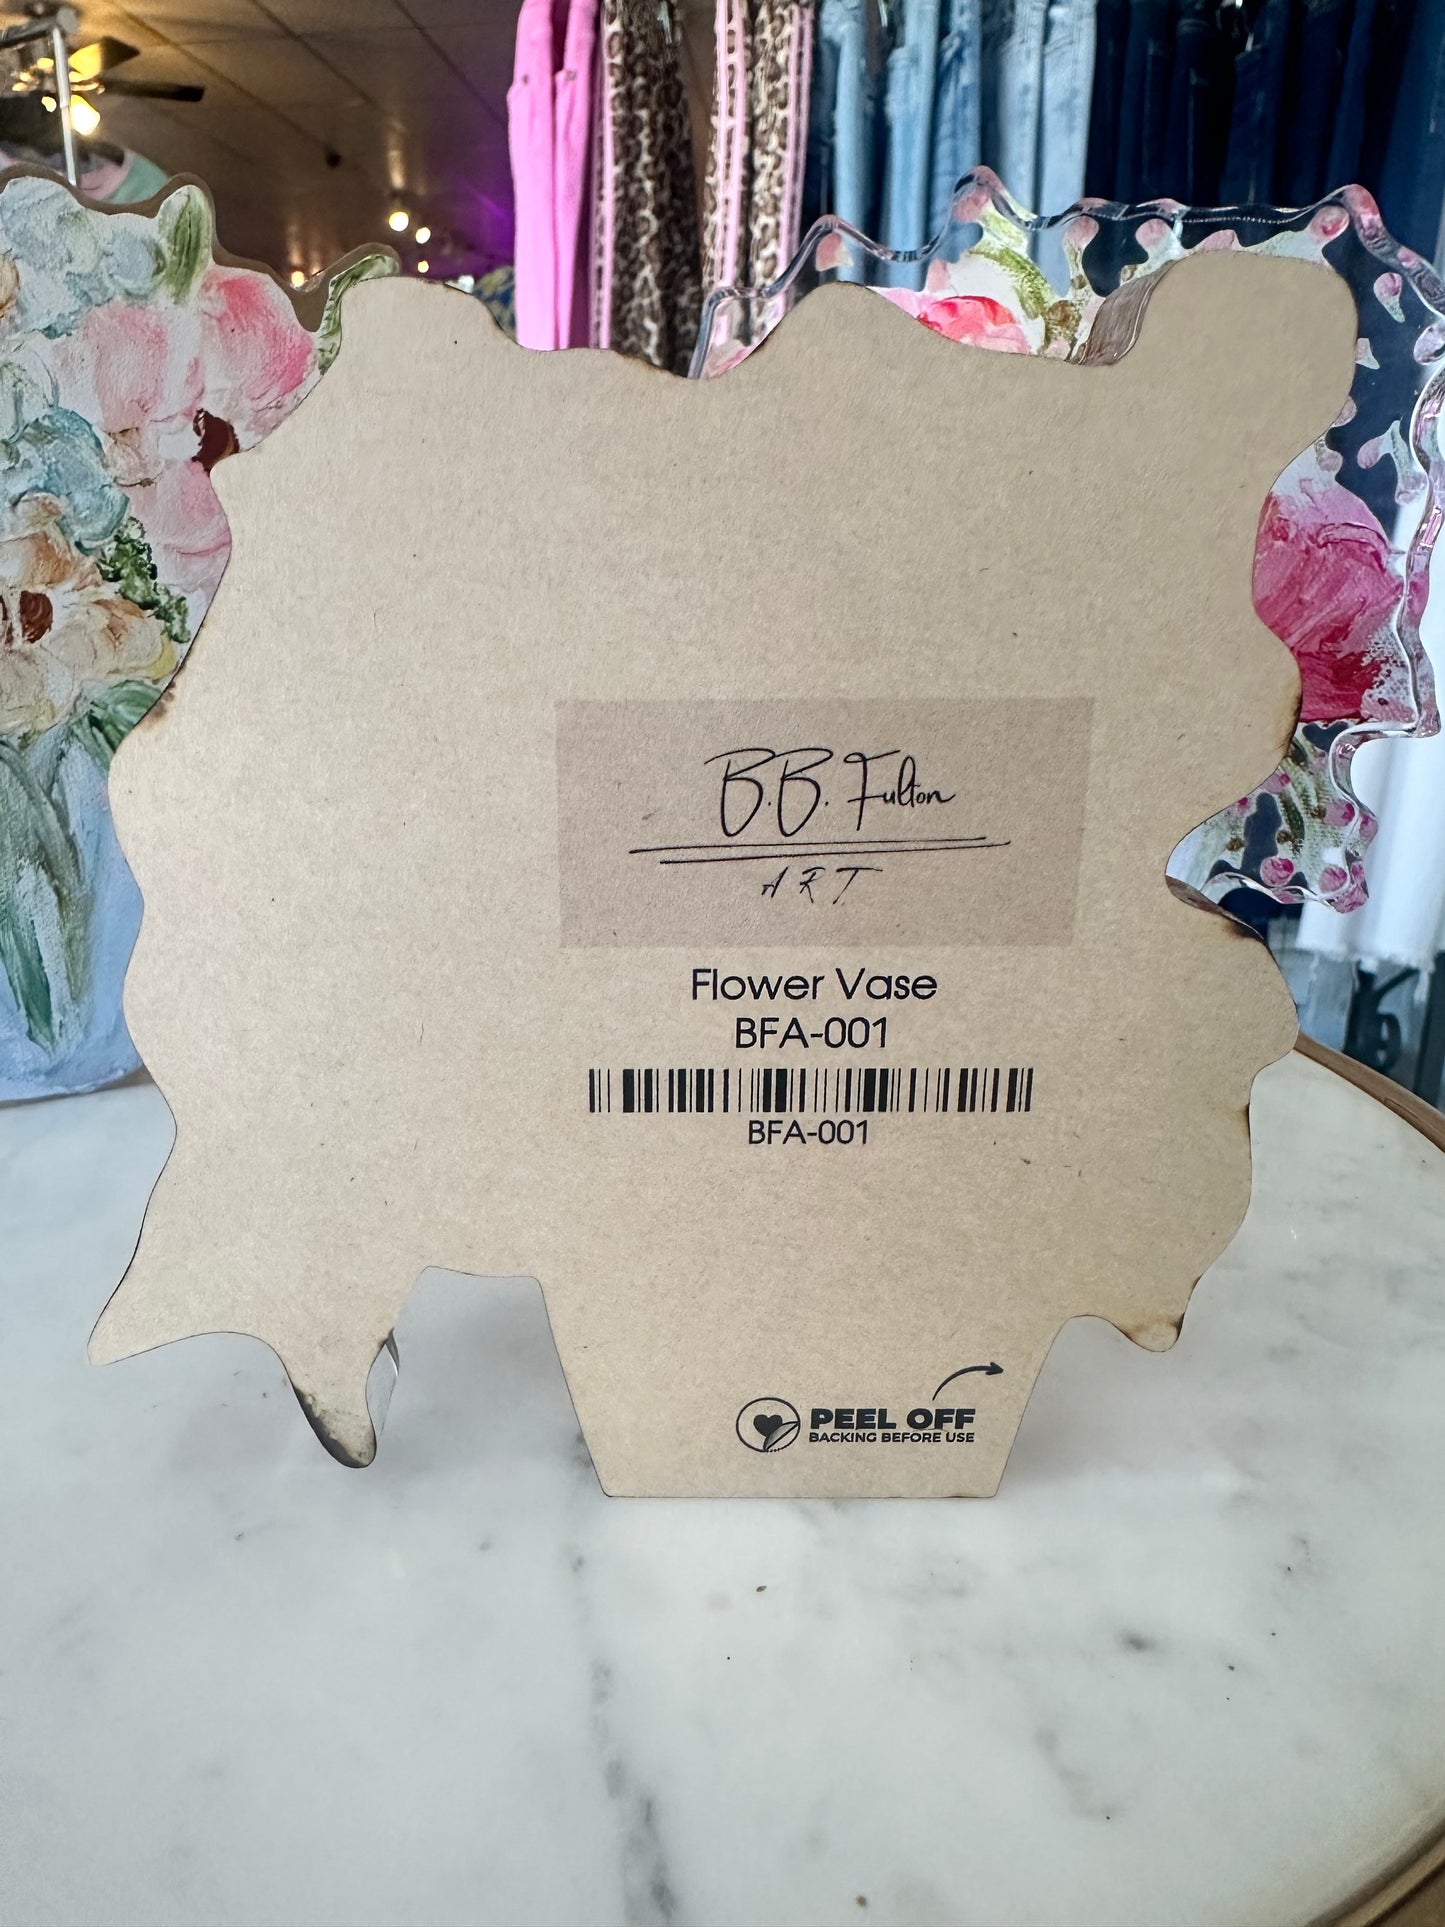 B.B. Fulton
ART
Flower Vase
BFA-001
BFA-001
PEEL OFF
BACKING BEFORE USE